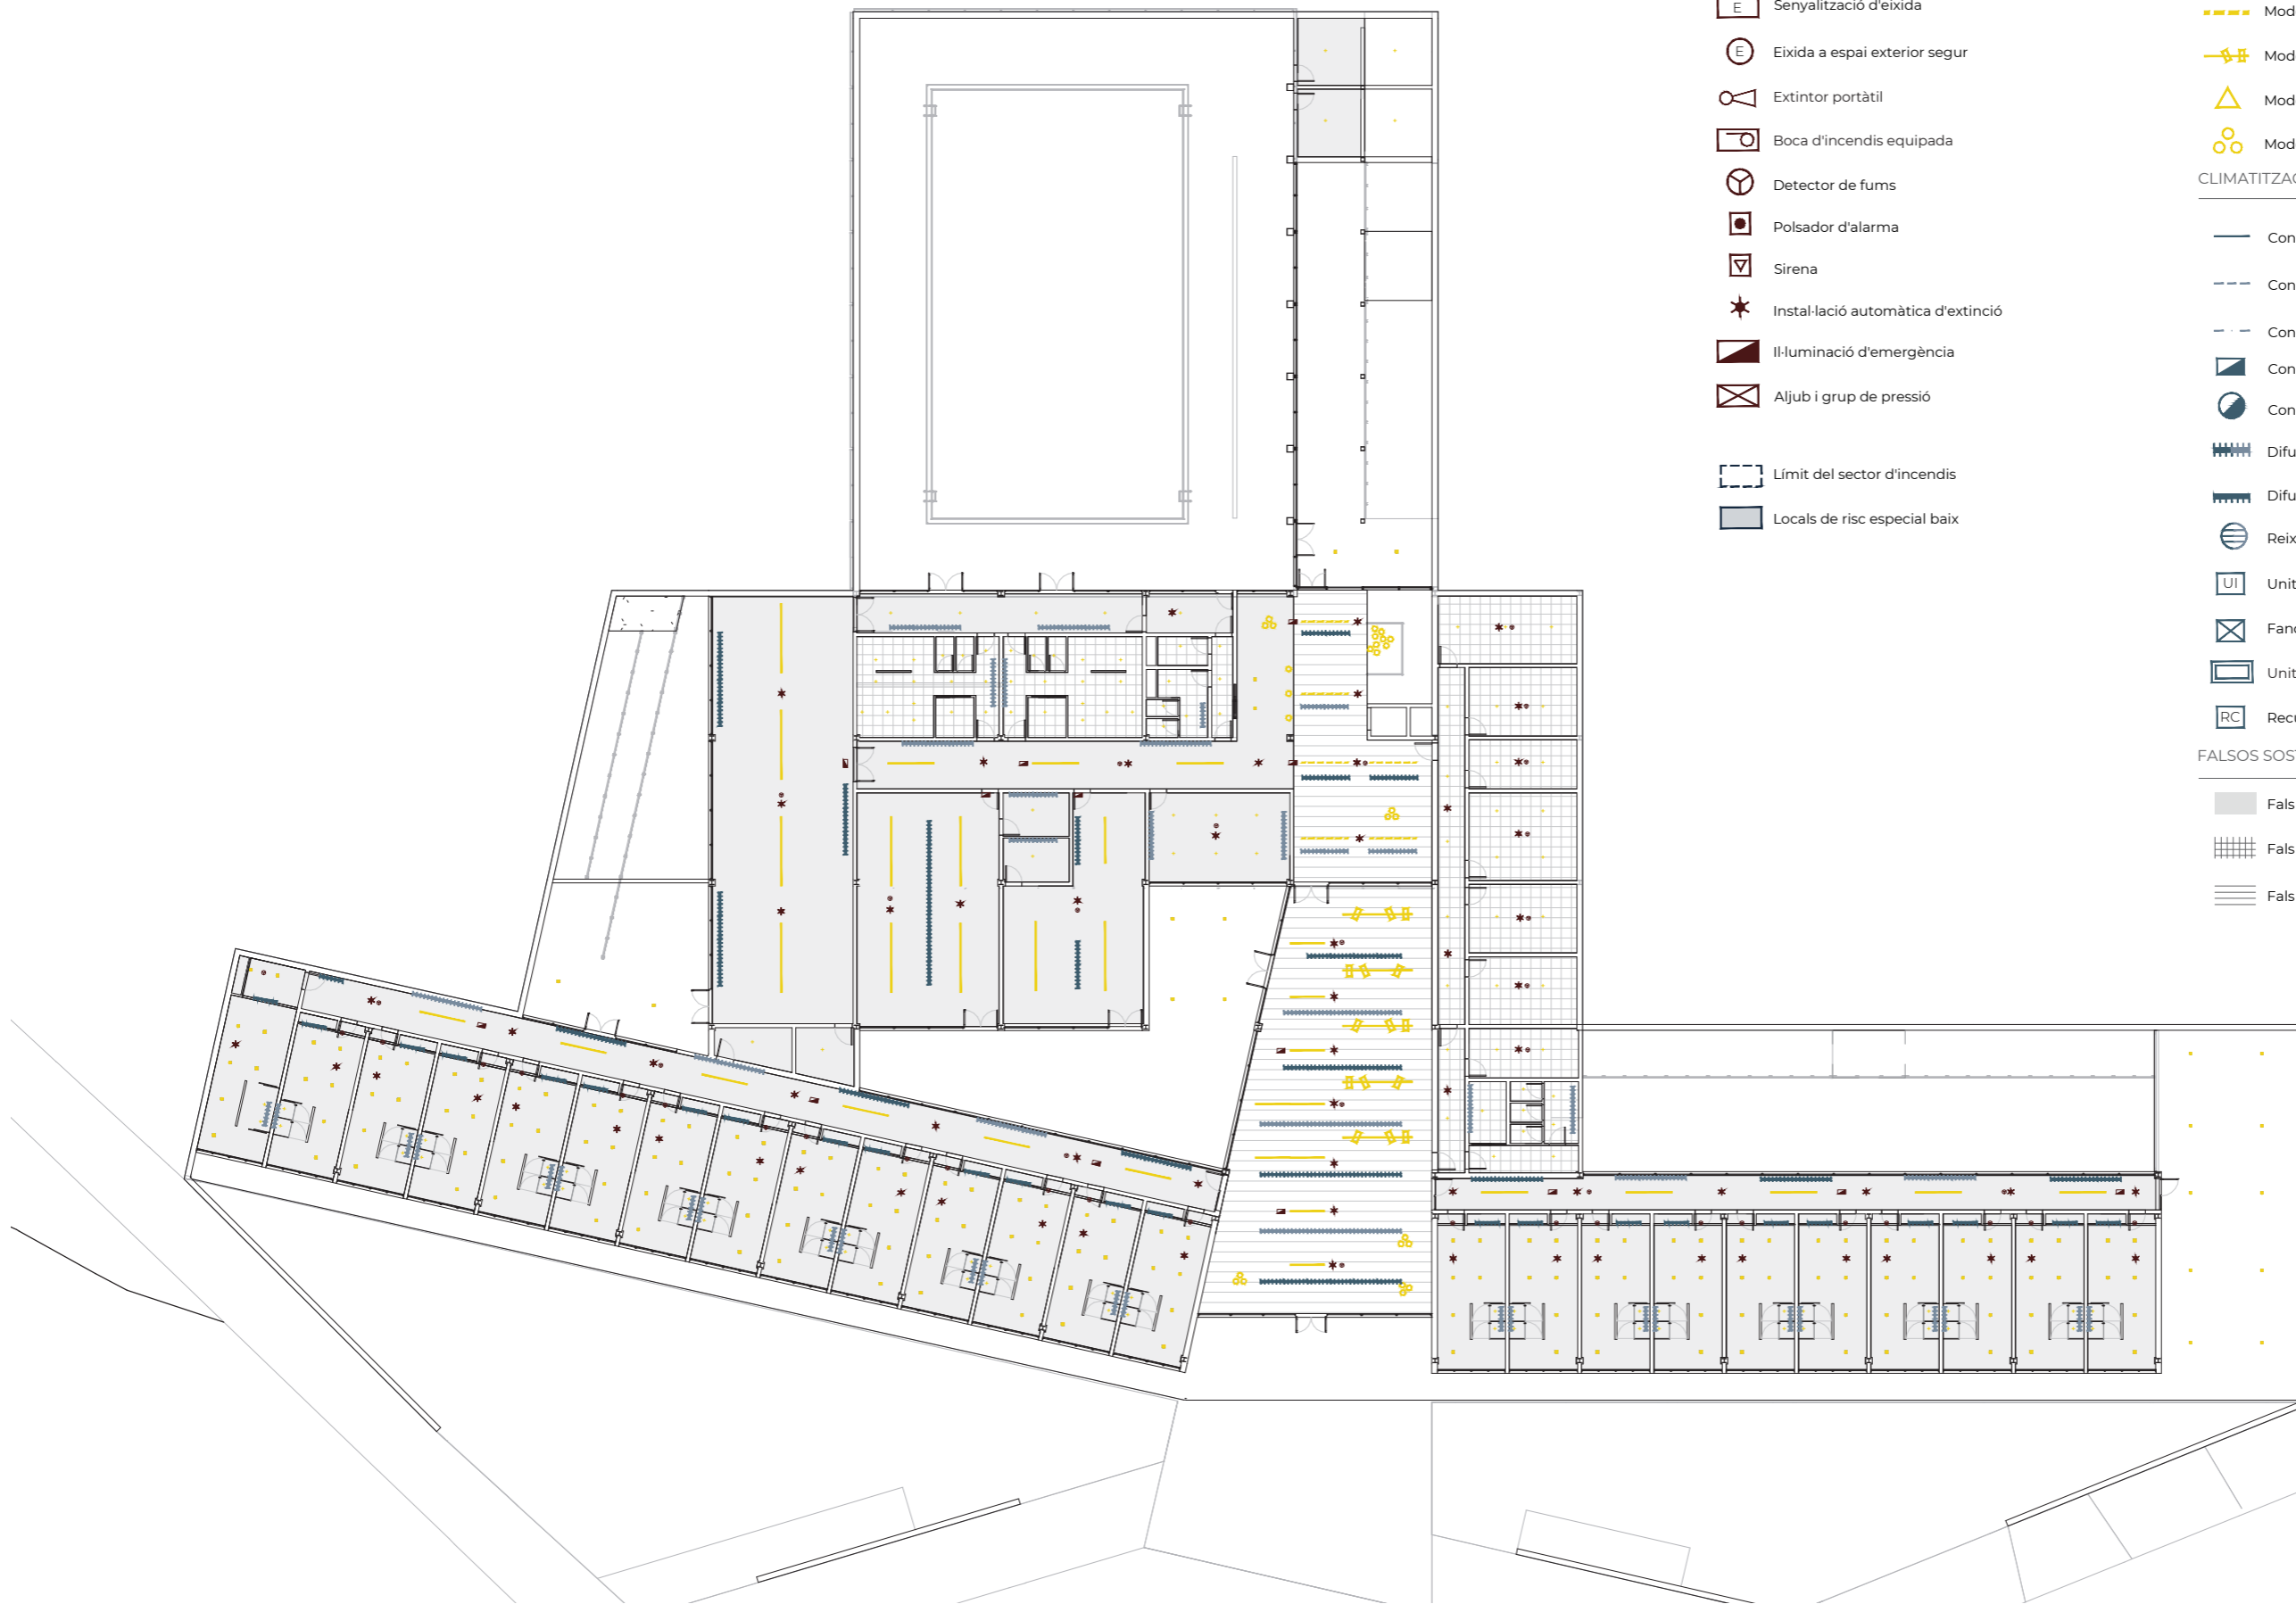 E Senyalització d'eixida
E Eixida a espai exterior segur
Extintor portàtil
Boca d'incendis equipada
Detector de fums
Polsador d'alarma
Sirena
Instal·lació automàtica d'extinció
Il·luminació d'emergència
Aljub i grup de pressió
Límit del sector d'incendis
Locals de risc especial baix
Mod
Mod
Mod
Mod
CLIMATITZAC
Con
Con
Con
Con
Con
Difu
Difu
Reix
UI Unit
Fanc
Unit
RC Recu
FALSOS SOST
Fals
Fals
Fals